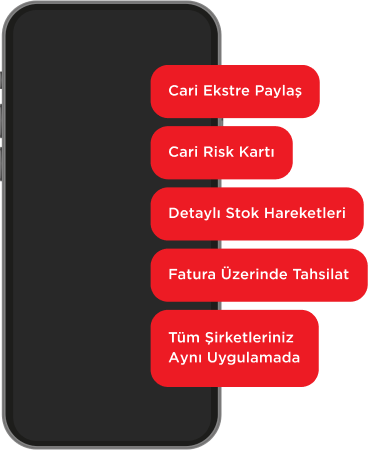 Cari Ekstre Paylaş
Cari Risk Kartı
Detaylı Stok Hareketleri
Fatura Üzerinde Tahsilat
Tüm Şirketleriniz
Aynı Uygulamada